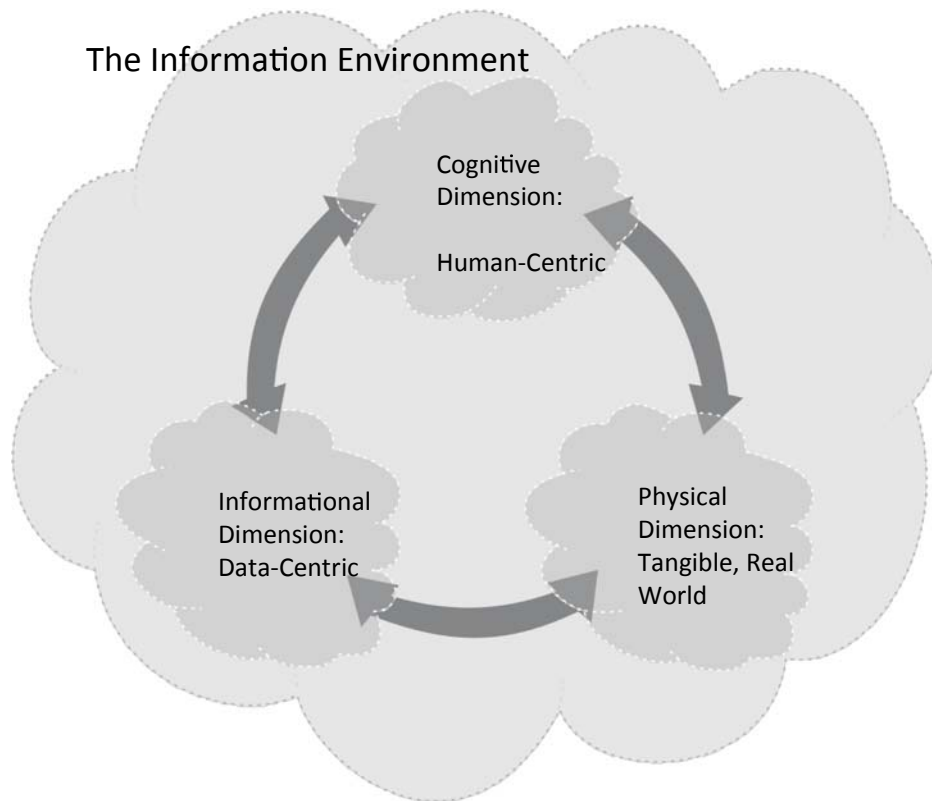 The Information Environment
Cognitive
Dimension:
Human-Centric
Informational
Dimension:
Data-Centric
Physical
Dimension:
Tangible, Real
World